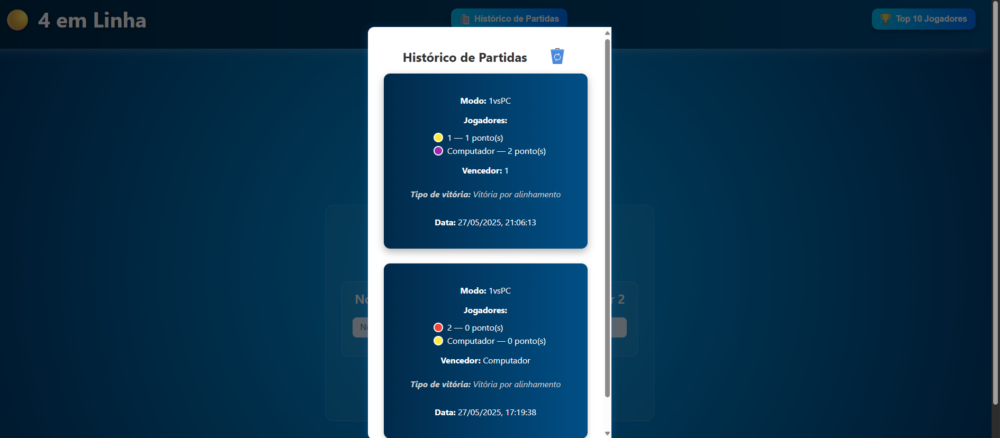 4 em Linha
Histórico de Partidas
Top 10 Jogadores
Histórico de Partidas
Modo: 1vsPC
Jogadores:
1 — 1 ponto(s)
Computador — 2 ponto(s)
Vencedor: 1
Tipo de vitória: Vitória por alinhamento
Data: 27/05/2025, 21:06:13
Modo: 1vsPC
Jogadores:
2 — 0 ponto(s)
Computador — 0 ponto(s)
Vencedor: Computador
Tipo de vitória: Vitória por alinhamento
Data: 27/05/2025, 17:19:38
2